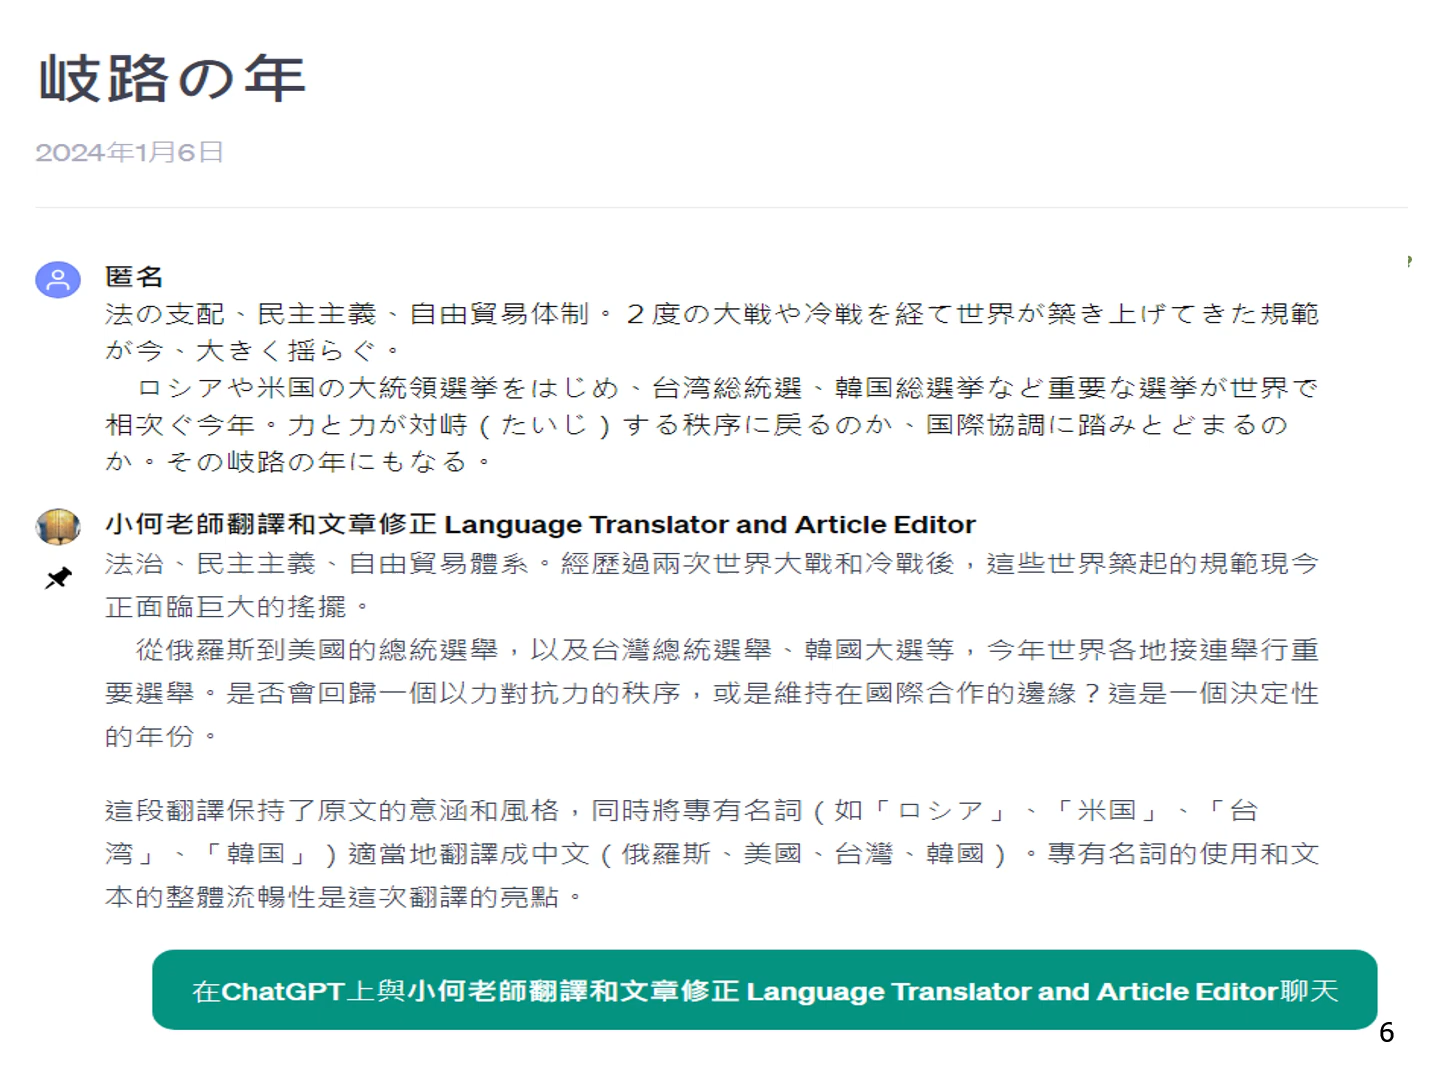 岐路の年
2024年1月6日
匿名
法の支配、民主主義、自由貿易体制。２度の大戦や冷戦を経て世界が築き上げてきた規範
が今、大きく揺らぐ。
　ロシアや米国の大統領選挙をはじめ、台湾総統選、韓国総選挙など重要な選挙が世界で
相次ぐ今年。力と力が対峙（たいじ）する秩序に戻るのか、国際協調に踏みとどまるの
か。その岐路の年にもなる。
小何老師翻譯和文章修正 Language Translator and Article Editor
法治、民主主義、自由貿易體系。經歷過兩次世界大戰和冷戰後，這些世界築起的規範現今
正面臨巨大的搖擺。
　從俄羅斯到美國的總統選舉，以及台灣總統選舉、韓國大選等，今年世界各地接連舉行重
要選舉。是否會回歸一個以力對抗力的秩序，或是維持在國際合作的邊緣？這是一個決定性
的年份。
這段翻譯保持了原文的意涵和風格，同時將專有名詞（如「ロシア」、「米国」、「台
湾」、「韓国」）適當地翻譯成中文（俄羅斯、美國、台灣、韓國）。專有名詞的使用和文
本的整體流暢性是這次翻譯的亮點。
在ChatGPT上與小何老師翻譯和文章修正 Language Translator and Article Editor聊天
6